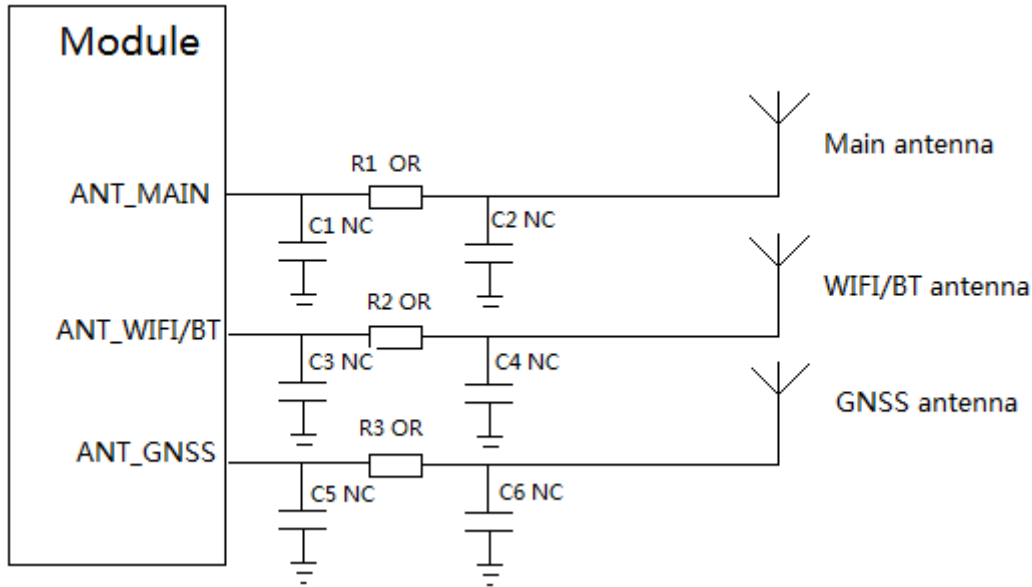 Module
Main antenna
R1 OR
ANT_MAIN
C1 NC
C2 NC
WIFI/BT antenna
R2 OR
ANT_WIFI/BT
C3 NC
C4 NC
GNSS antenna
R3 OR
ANT_GNSS
C5 NC
C6 NC